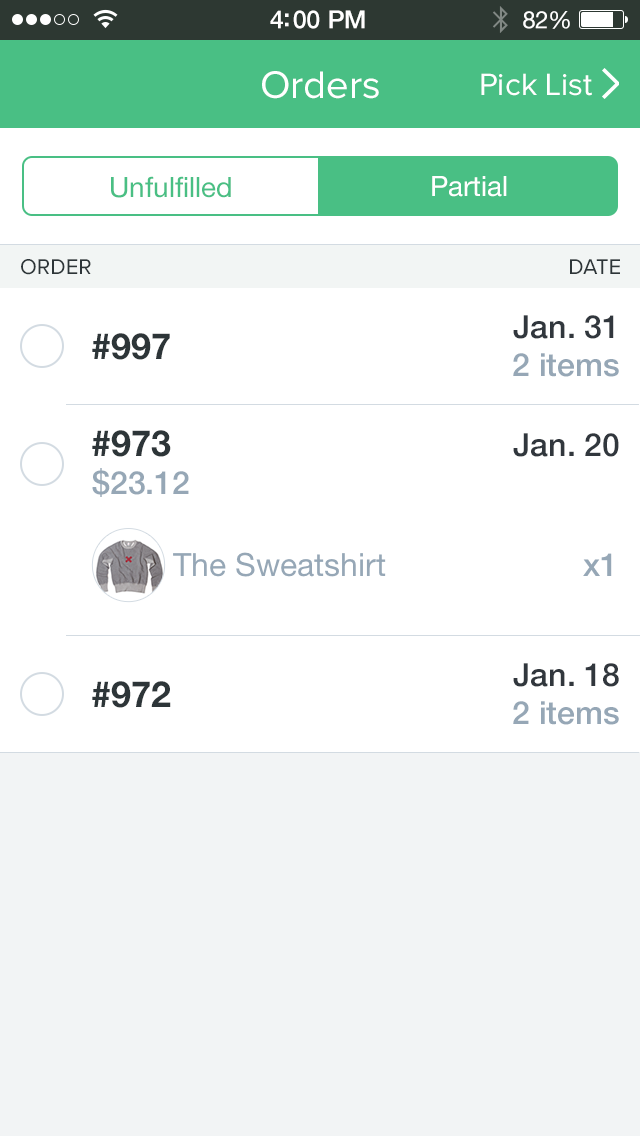 4:00 PM 82%
Orders Pick List
Unfulfilled Partial
ORDER DATE
#997 Jan. 31
2 items
#973 Jan. 20
$23.12
The Sweatshirt x1
#972 Jan. 18
2 items